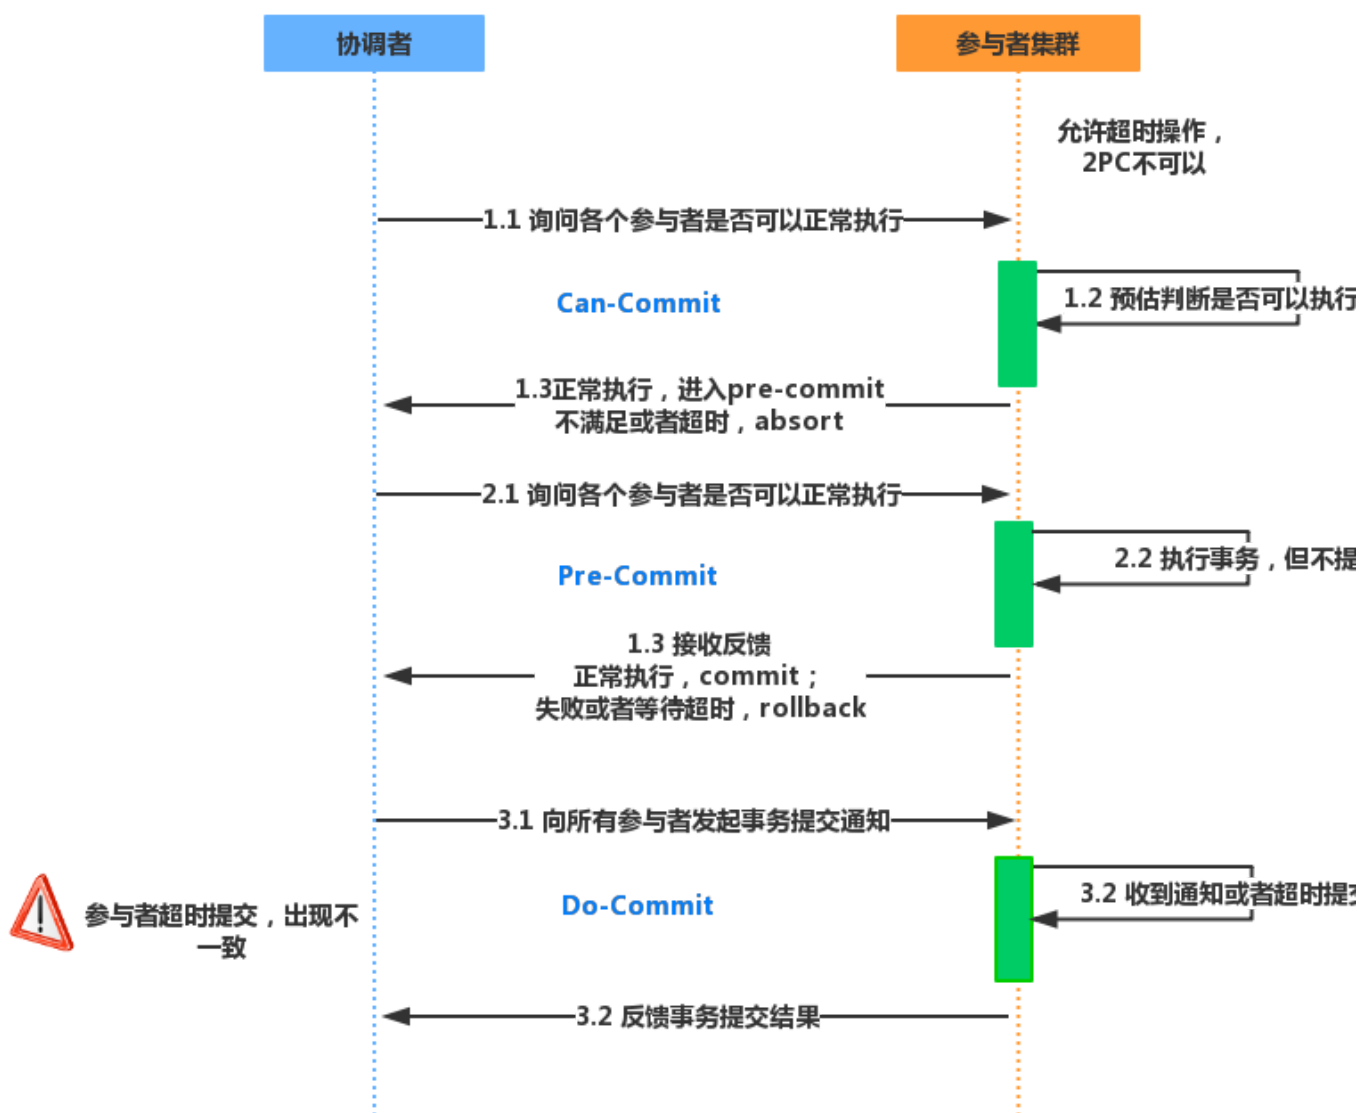 协调者
参与者集群
允许超时操作，
2PC不可以
1.1 询问各个参与者是否可以正常执行
Can-Commit
1.2 预估判断是否可以执行
1.3正常执行，进入pre-commit
不满足或者超时，absort
2.1 询问各个参与者是否可以正常执行
Pre-Commit
2.2 执行事务，但不提
1.3 接收反馈
正常执行，commit；
失败或者等待超时，rollback
3.1 向所有参与者发起事务提交通知
Do-Commit
3.2 收到通知或者超时提交
参与者超时提交，出现不
一致
3.2 反馈事务提交结果